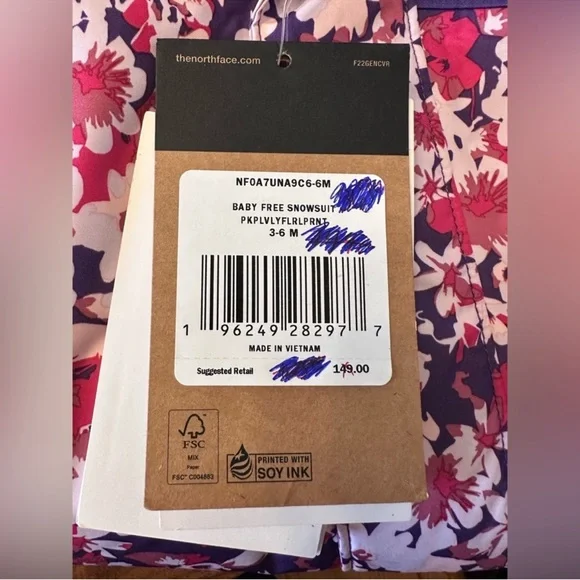 thenorthface.com F22GENCVR
NF0A7UNA9C6-6M
BABY FREE SNOWSUIT
PKPLVLYFLRLPRNT
3-6 M
1 96249 28297 7
MADE IN VIETNAM
Suggested Retail 149.00
FSC
MIX
Paper
FSC® C004863
PRINTED WITH
SOY INK